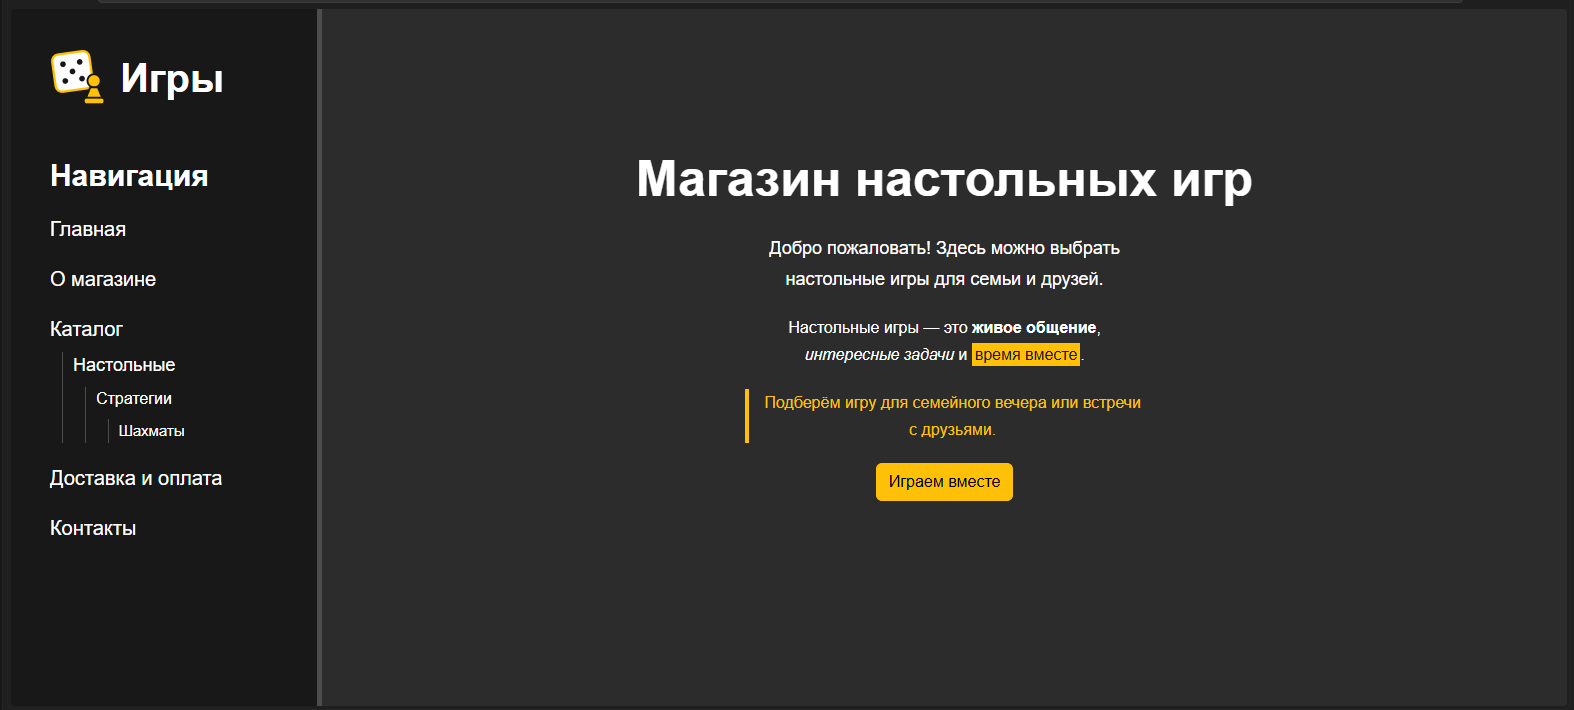 Игры
Навигация
Главная
О магазине
Каталог
Настольные
Стратегии
Шахматы
Доставка и оплата
Контакты
Магазин настольных игр
Добро пожаловать! Здесь можно выбрать
настольные игры для семьи и друзей.
Настольные игры — это живое общение,
интересные задачи и время вместе.
Подберём игру для семейного вечера или встречи
с друзьями.
Играем вместе